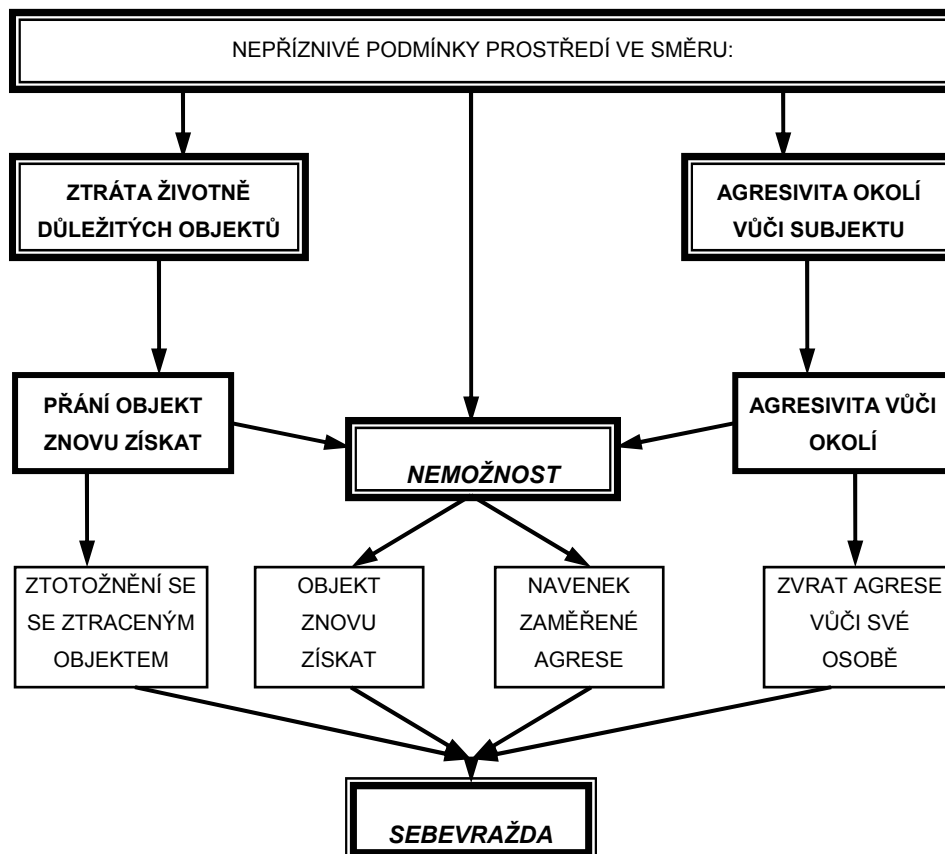 NEPŘÍZNIVÉ PODMÍNKY PROSTŘEDÍ VE SMĚRU:
ZTRÁTA ŽIVOTNĚ
DŮLEŽITÝCH OBJEKTŮ
AGRESIVITA OKOLÍ
VŮČI SUBJEKTU
PŘÁNÍ OBJEKT
ZNOVU ZÍSKAT
NEMOŽNOST
AGRESIVITA VŮČI
OKOLÍ
ZTOTOŽNĚNÍ SE
SE ZTRACENÝM
OBJEKTEM
OBJEKT
ZNOVU
ZÍSKAT
NAVENEK
ZAMĚŘENÉ
AGRESE
ZVRAT AGRESE
VŮČI SVÉ
OSOBĚ
SEBEVRAŽDA